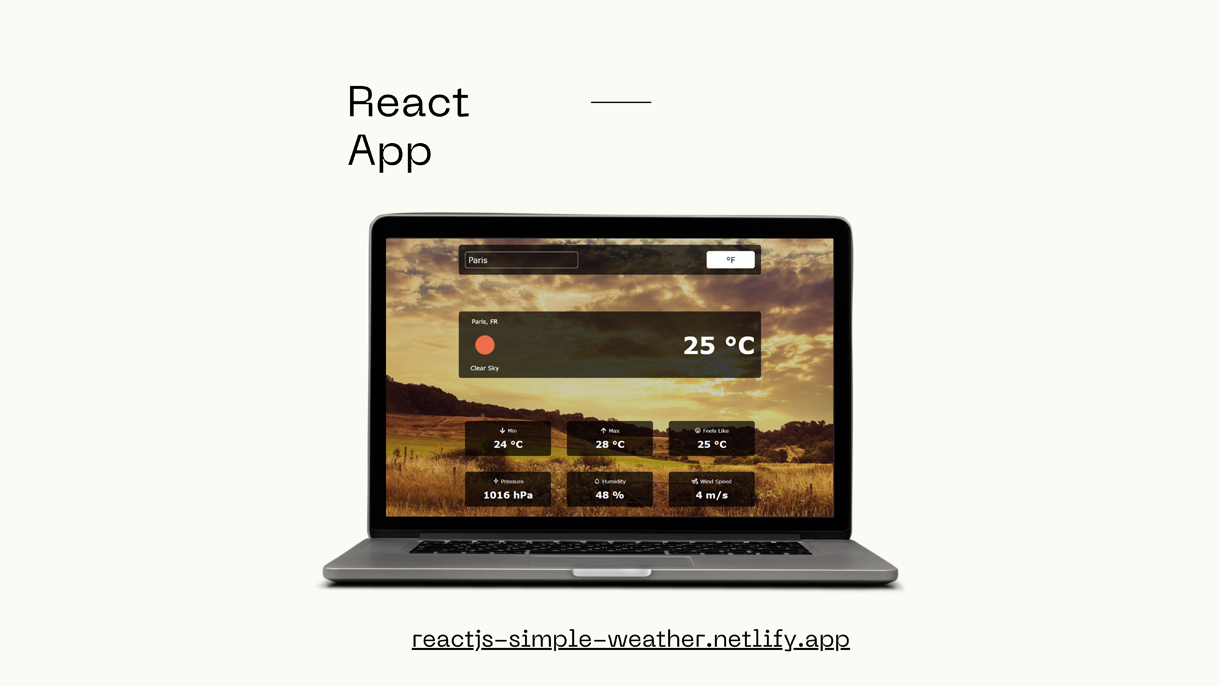 React
App
Paris
°F
Paris, FR
25 °C
Clear Sky
Min
Max
Feels Like
24 °C
28 °C
25 °C
Pressure
Humidity
Wind Speed
1016 hPa
48 %
4 m/s
reactjs-simple-weather.netlify.app